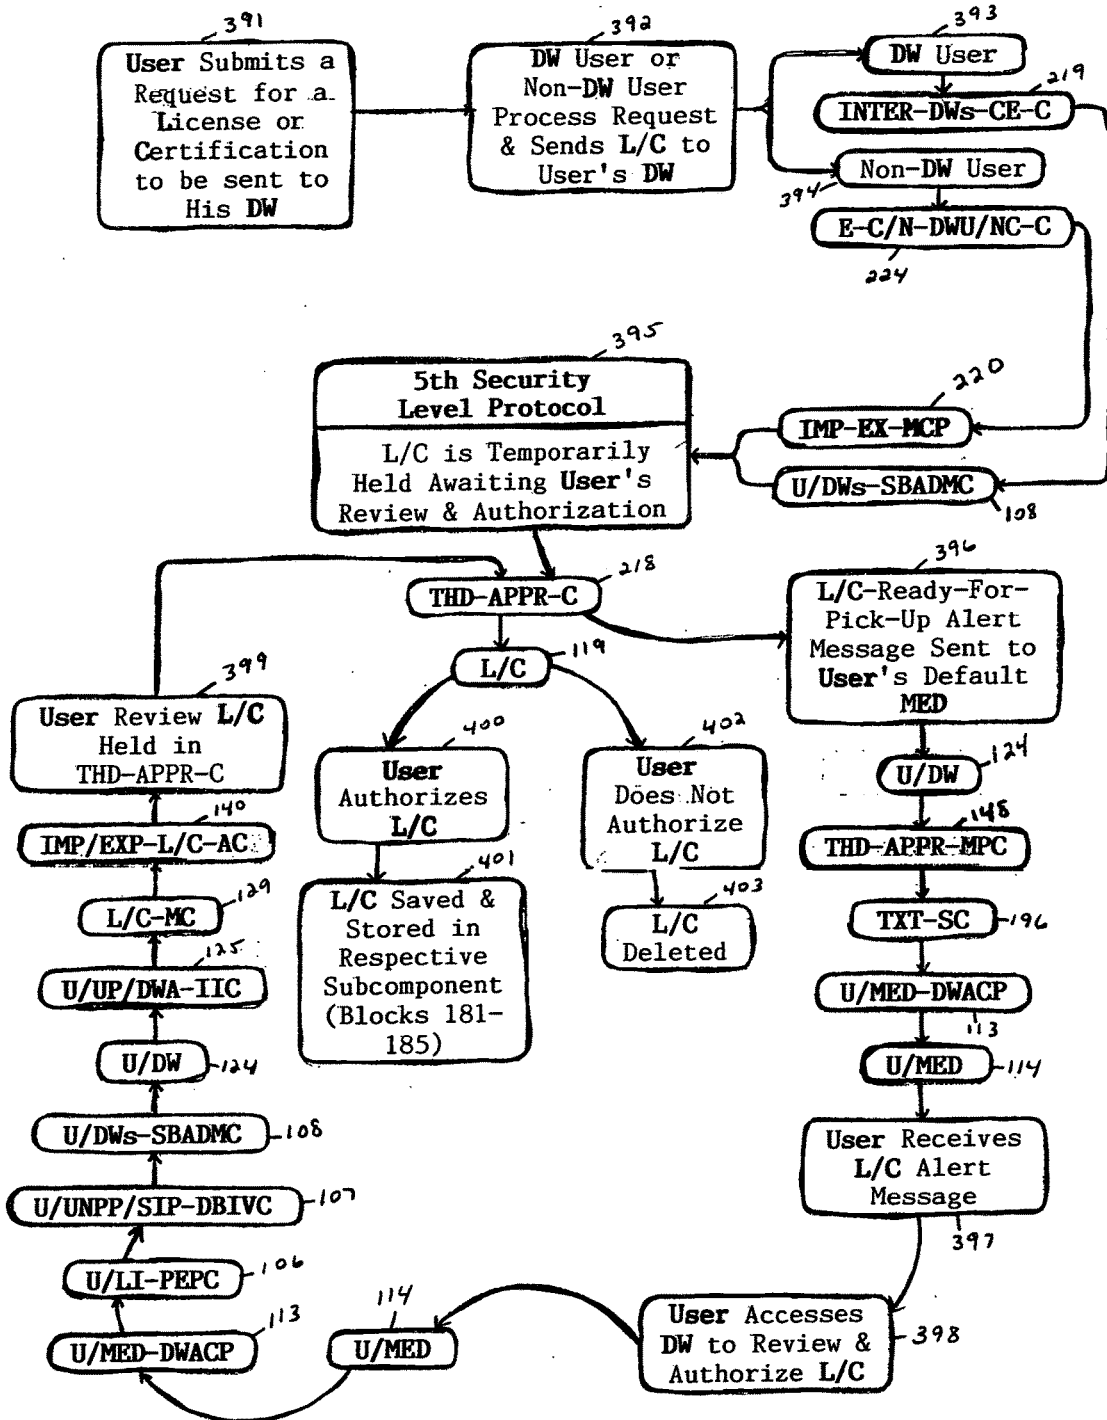 391
User Submits a
Request for a
License or
Certification
to be sent to
His DW
392
DW User or
Non-DW User
Process Request
& Sends L/C to
User's DW
393
DW User
219
INTER-DWs-CE-C
Non-DW User
394
E-C/N-DWU/NC-C
224
395
5th Security
Level Protocol
L/C is Temporarily
Held Awaiting User's
Review & Authorization
220
IMP-EX-MCP
U/DWs-SBADMC
108
218
THD-APPR-C
119
L/C
396
L/C-Ready-For-
Pick-Up Alert
Message Sent to
User's Default
MED
124
U/DW
148
THD-APPR-MPC
TXT-SC
196
U/MED-DWACP
113
U/MED
114
User Receives
L/C Alert
Message
397
User Accesses
DW to Review &
Authorize L/C
398
114
U/MED
113
U/MED-DWACP
106
U/LI-PEPC
U/UNPP/SIP-DBIVC
107
U/DWs-SBADMC
108
U/DW
124
125
U/UP/DWA-IIC
129
L/C-MC
140
IMP/EXP-L/C-AC
399
User Review L/C
Held in
THD-APPR-C
400
User
Authorizes
L/C
401
L/C Saved &
Stored in
Respective
Subcomponent
(Blocks 181-
185)
402
User
Does Not
Authorize
L/C
403
L/C
Deleted